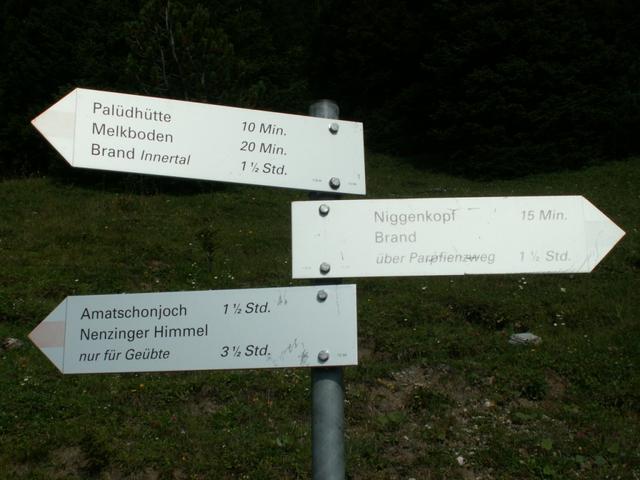 Palüdhütte 10 Min.
Melkboden 20 Min.
Brand Innertal 1 ½ Std.
Niggenkopf 15 Min.
Brand
über Parpfienzweg 1 ½ Std.
Amatschonjoch 1 ½ Std.
Nenzinger Himmel
nur für Geübte 3 ½ Std.